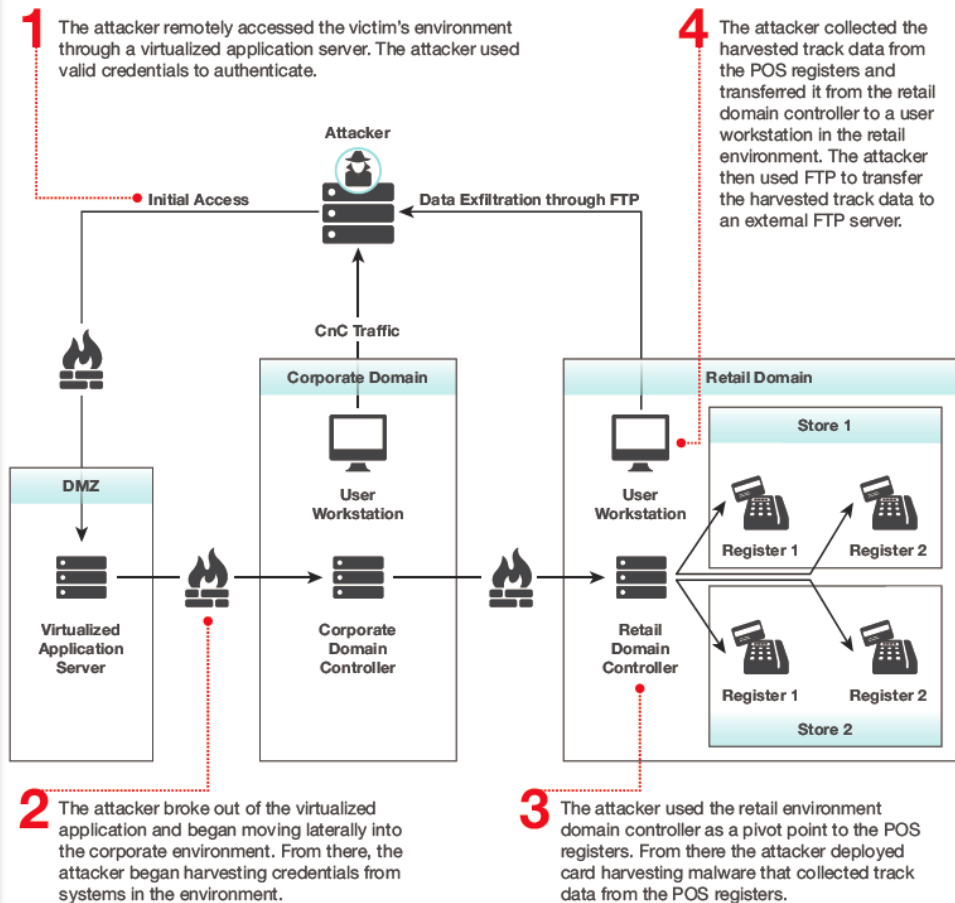 1
The attacker remotely accessed the victim's environment
through a virtualized application server. The attacker used
valid credentials to authenticate.
4
The attacker collected the
harvested track data from
the POS registers and
transferred it from the retail
domain controller to a user
workstation in the retail
environment. The attacker
then used FTP to transfer
the harvested track data to
an external FTP server.
Attacker
Initial Access
Data Exfiltration through FTP
CnC Traffic
Corporate Domain
Retail Domain
Store 1
DMZ
User
Workstation
User
Workstation
Register 1
Register 2
Virtualized
Application
Server
Corporate
Domain
Controller
Retail
Domain
Controller
Register 1
Register 2
Store 2
2
The attacker broke out of the virtualized
application and began moving laterally into
the corporate environment. From there, the
attacker began harvesting credentials from
systems in the environment.
3
The attacker used the retail environment
domain controller as a pivot point to the POS
registers. From there the attacker deployed
card harvesting malware that collected track
data from the POS registers.